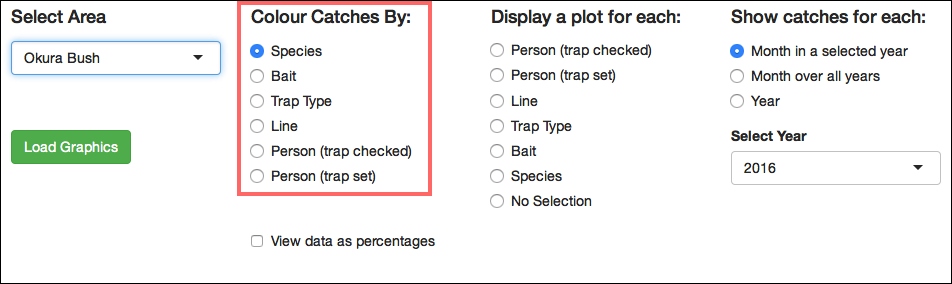 Select Area
Okura Bush
Load Graphics
Colour Catches By:
Species
Bait
Trap Type
Line
Person (trap checked)
Person (trap set)
View data as percentages
Display a plot for each:
Person (trap checked)
Person (trap set)
Line
Trap Type
Bait
Species
No Selection
Show catches for each:
Month in a selected year
Month over all years
Year
Select Year
2016